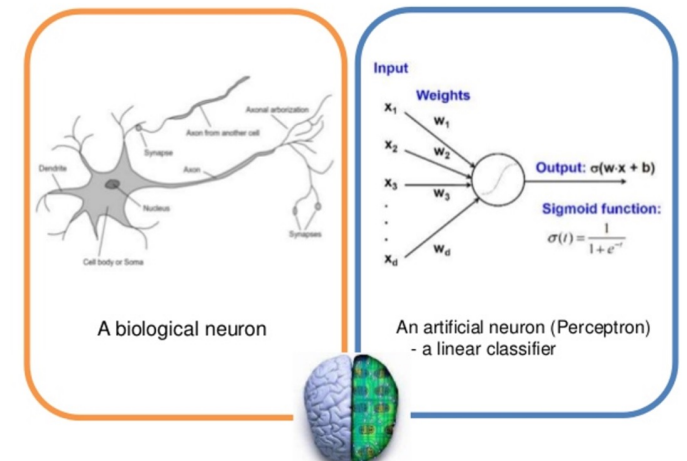 Axonal arborization
Axon from another cell
Synapse
Dendrite
Axon
Nucleus
Synapses
Cell body or Soma
A biological neuron
Input
Weights
x1
w1
x2
w2
x3
w3
.
.
.
xd
wd
Output: σ(w·x + b)
Sigmoid function:
σ(t) = 1 / 1+e^-t
An artificial neuron (Perceptron)
- a linear classifier